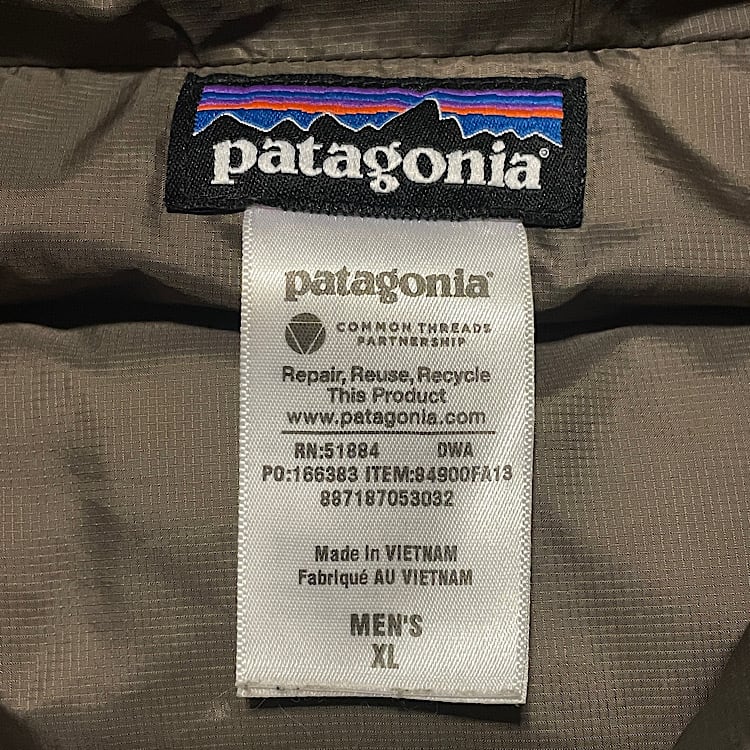 patagonia®
patagonia®
COMMON THREADS
PARTNERSHIP
Repair, Reuse, Recycle
This Product
www.patagonia.com
RN:51884 DWA
PO:166383 ITEM:84900FA13
887187053032
Made In VIETNAM
Fabriqué AU VIETNAM
MEN'S
XL